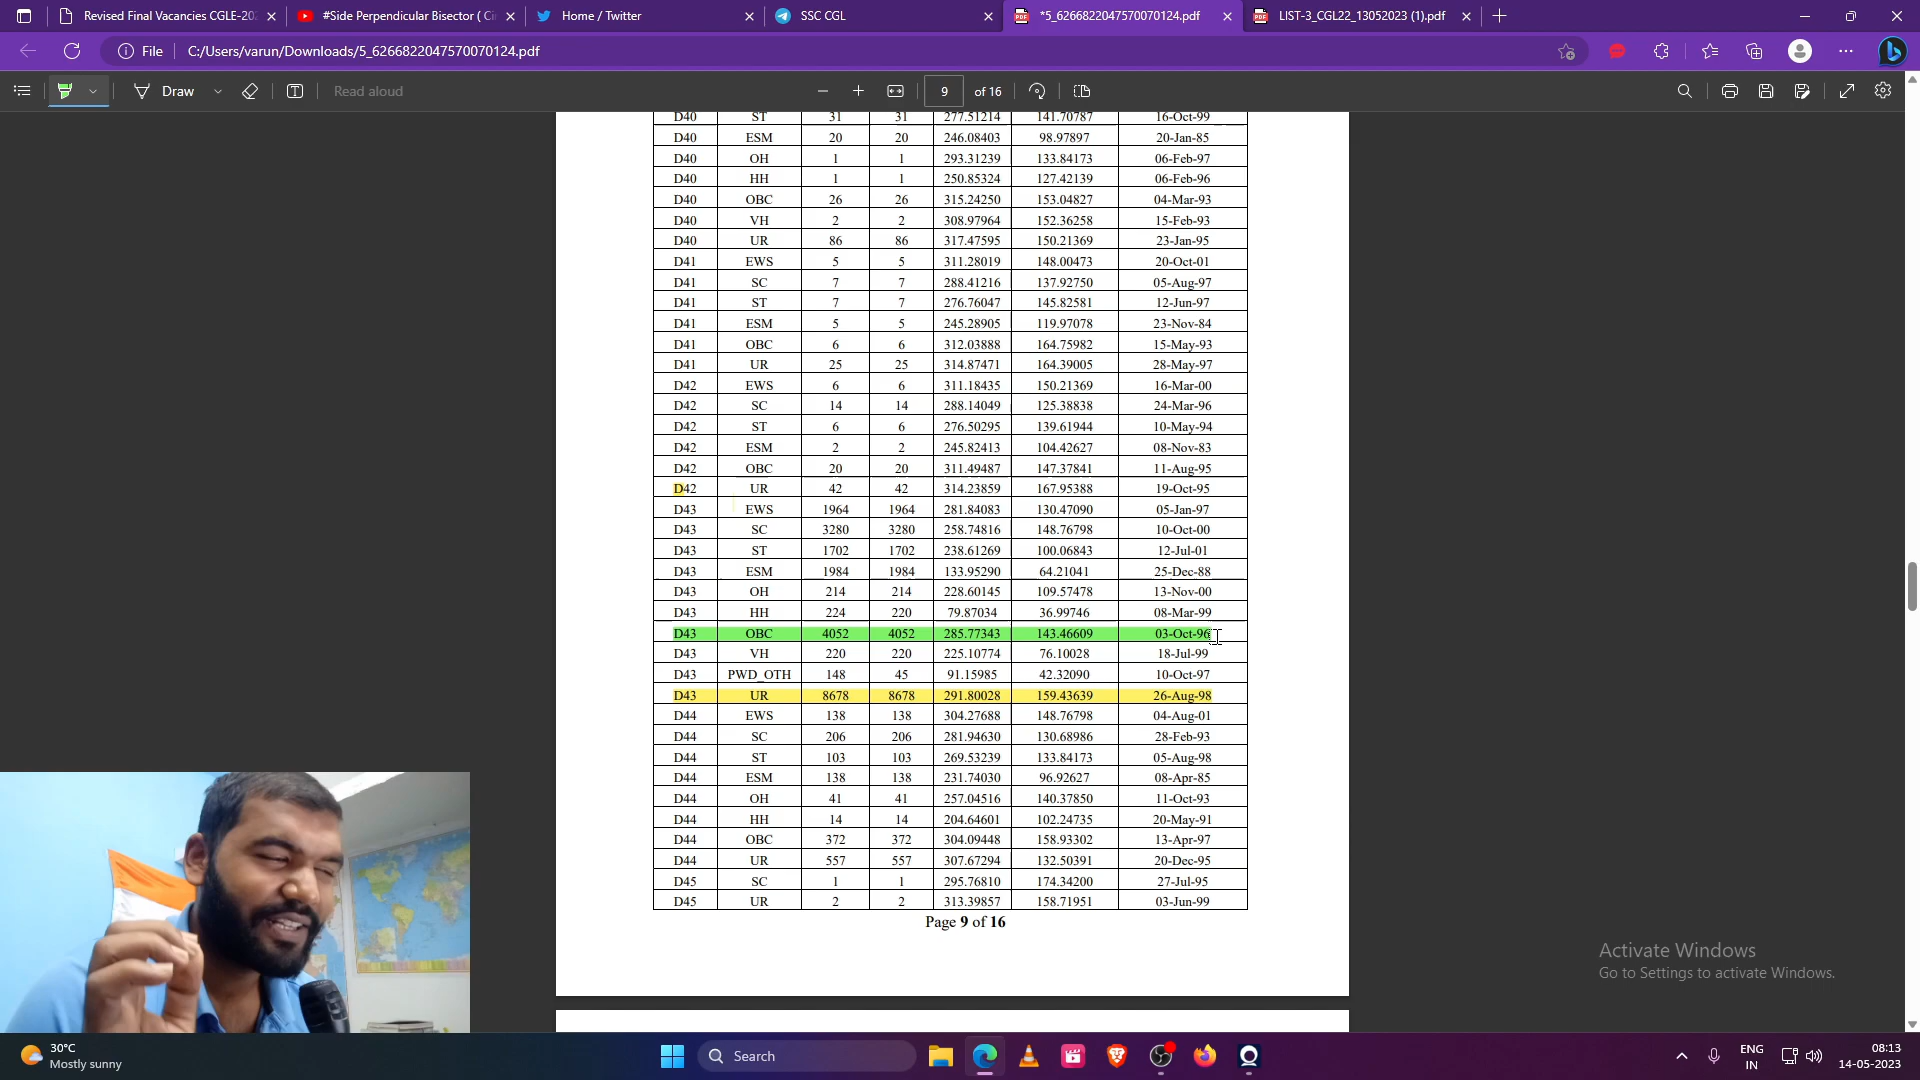 Revised Final Vacancies CGLE-202
#Side Perpendicular Bisector ( Ci
Home / Twitter
SSC CGL
*5_6266822047570070124.pdf
LIST-3_CGL22_13052023 (1).pdf
File C:/Users/varun/Downloads/5_6266822047570070124.pdf
Draw Read aloud 9 of 16
D40 ST 31 31 277.51214 141.70787 16-Oct-99
D40 ESM 20 20 246.08403 98.97897 20-Jan-85
D40 OH 1 1 293.31239 133.84173 06-Feb-97
D40 HH 1 1 250.85324 127.42139 06-Feb-96
D40 OBC 26 26 315.24250 153.04827 04-Mar-93
D40 VH 2 2 308.97964 152.36258 15-Feb-93
D40 UR 86 86 317.47595 150.21369 23-Jan-95
D41 EWS 5 5 311.28019 148.00473 20-Oct-01
D41 SC 7 7 288.41216 137.92750 05-Aug-97
D41 ST 7 7 276.76047 145.82581 12-Jun-97
D41 ESM 5 5 245.28905 119.97078 23-Nov-84
D41 OBC 6 6 312.03888 164.75982 15-May-93
D41 UR 25 25 314.87471 164.39005 28-May-97
D42 EWS 6 6 311.18435 150.21369 16-Mar-00
D42 SC 14 14 288.14049 125.38838 24-Mar-96
D42 ST 6 6 276.50295 139.61944 10-May-94
D42 ESM 2 2 245.82413 104.42627 08-Nov-83
D42 OBC 20 20 311.49487 147.37841 11-Aug-95
D42 UR 42 42 314.23859 167.95388 19-Oct-95
D43 EWS 1964 1964 281.84083 130.47090 05-Jan-97
D43 SC 3280 3280 258.74816 148.76798 10-Oct-00
D43 ST 1702 1702 238.61269 100.06843 12-Jul-01
D43 ESM 1984 1984 133.95290 64.21041 25-Dec-88
D43 OH 214 214 228.60145 109.57478 13-Nov-00
D43 HH 224 220 79.87034 36.99746 08-Mar-99
D43 OBC 4052 4052 285.77343 143.46609 03-Oct-96
D43 VH 220 220 225.10774 76.10028 18-Jul-99
D43 PWD_OTH 148 45 91.15985 42.32090 10-Oct-97
D43 UR 8678 8678 291.80028 159.43639 26-Aug-98
D44 EWS 138 138 304.27688 148.76798 04-Aug-01
D44 SC 206 206 281.94630 130.68986 28-Feb-93
D44 ST 103 103 269.53239 133.84173 05-Aug-98
D44 ESM 138 138 231.74030 96.92627 08-Apr-85
D44 OH 41 41 257.04516 140.37850 11-Oct-93
D44 HH 14 14 204.64601 102.24735 20-May-91
D44 OBC 372 372 304.09448 158.93302 13-Apr-97
D44 UR 557 557 307.67294 132.50391 20-Dec-95
D45 SC 1 1 295.76810 174.34200 27-Jul-95
D45 UR 2 2 313.39857 158.71951 03-Jun-99
Page 9 of 16
Activate Windows
Go to Settings to activate Windows.
30°C
Mostly sunny
Search
ENG
IN
08:13
14-05-2023